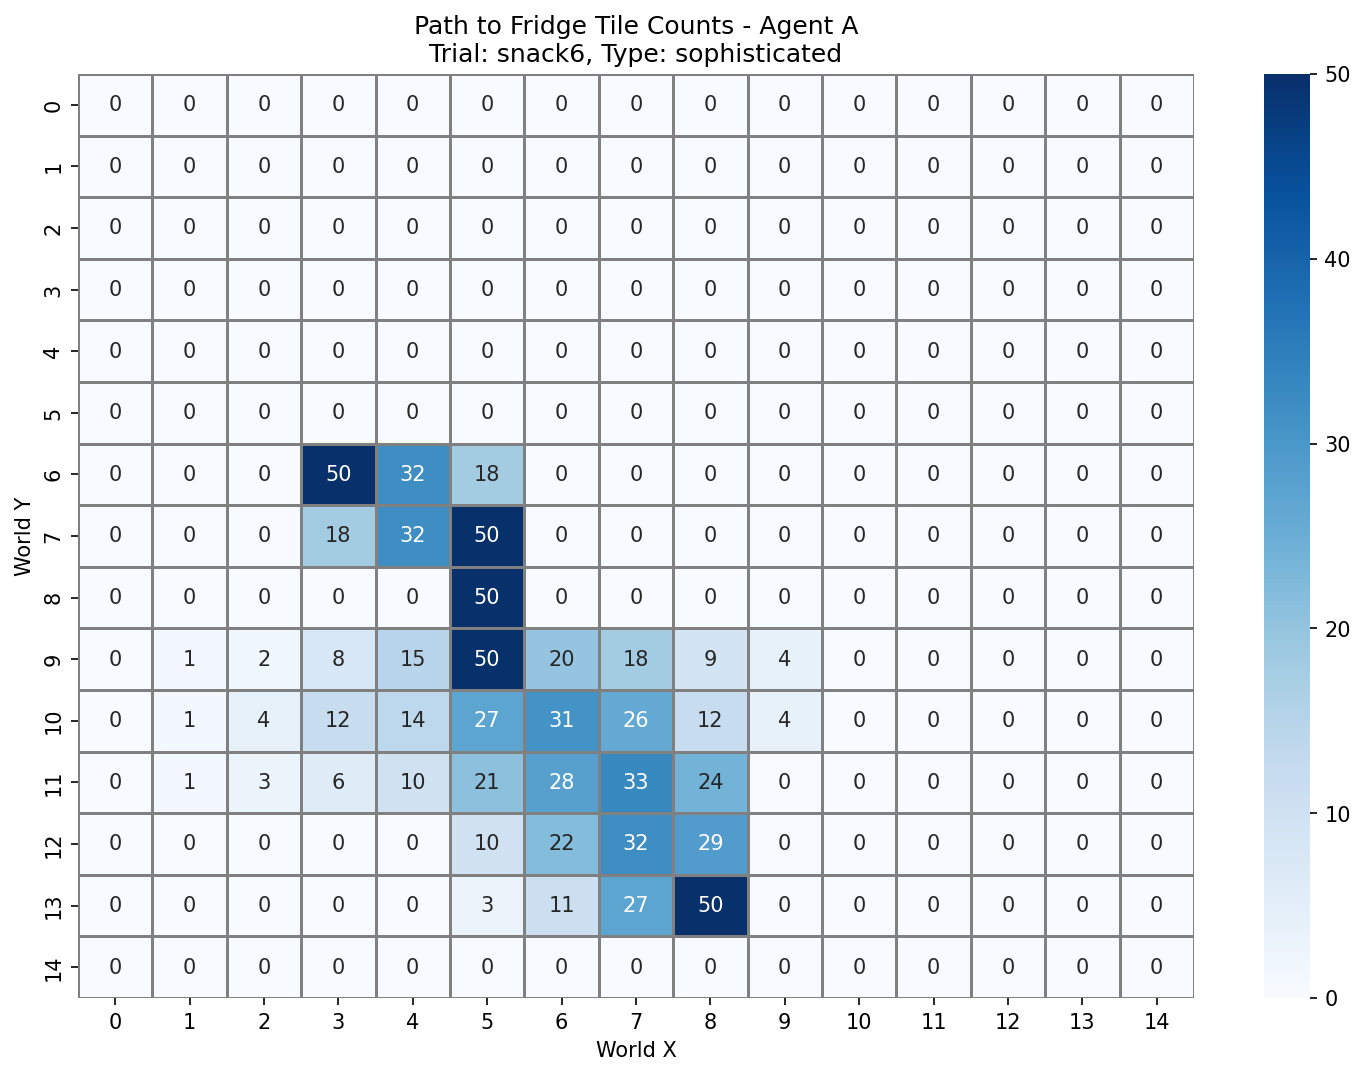 Path to Fridge Tile Counts - Agent A
Trial: snack6, Type: sophisticated
0 0 0 0 0 0 0 0 0 0 0 0 0 0 0 0
1 0 0 0 0 0 0 0 0 0 0 0 0 0 0 0
2 0 0 0 0 0 0 0 0 0 0 0 0 0 0 0
3 0 0 0 0 0 0 0 0 0 0 0 0 0 0 0
4 0 0 0 0 0 0 0 0 0 0 0 0 0 0 0
5 0 0 0 0 0 0 0 0 0 0 0 0 0 0 0
6 0 0 0 50 32 18 0 0 0 0 0 0 0 0 0
7 0 0 0 18 32 50 0 0 0 0 0 0 0 0 0
8 0 0 0 0 0 50 0 0 0 0 0 0 0 0 0
9 0 1 2 8 15 50 20 18 9 4 0 0 0 0 0
10 0 1 4 12 14 27 31 26 12 4 0 0 0 0 0
11 0 1 3 6 10 21 28 33 24 0 0 0 0 0 0
12 0 0 0 0 0 10 22 32 29 0 0 0 0 0 0
13 0 0 0 0 0 3 11 27 50 0 0 0 0 0 0
14 0 0 0 0 0 0 0 0 0 0 0 0 0 0 0
0 1 2 3 4 5 6 7 8 9 10 11 12 13 14
World X
World Y
50
40
30
20
10
0